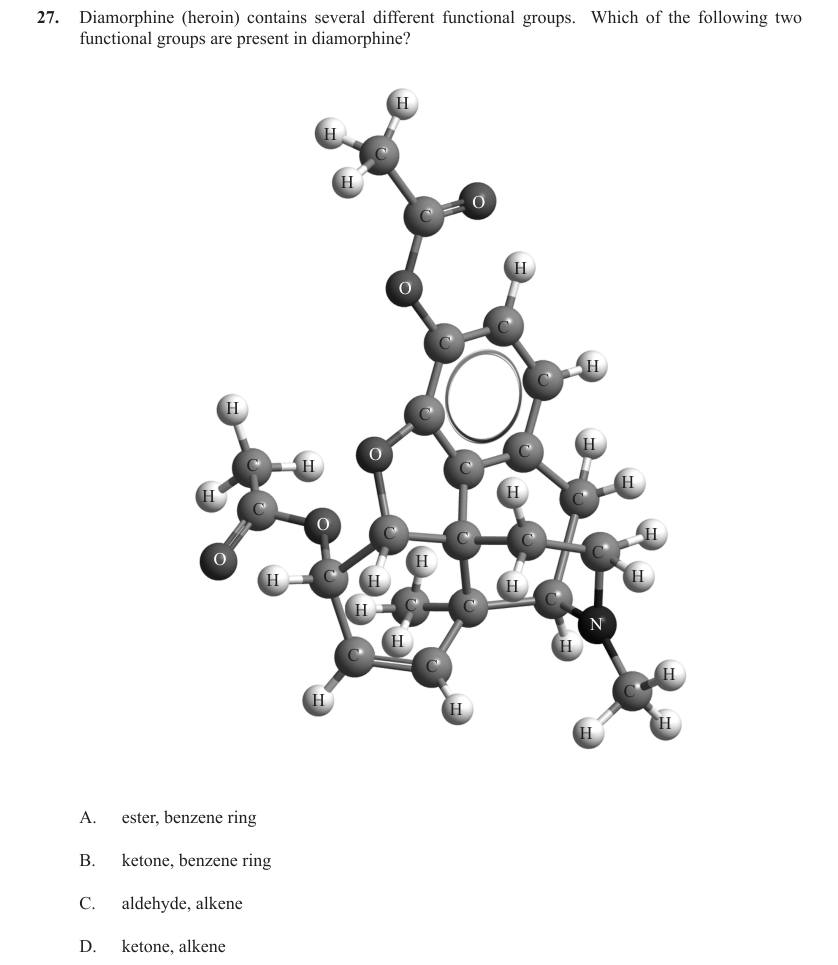 27. Diamorphine (heroin) contains several different functional groups. Which of the following two
functional groups are present in diamorphine?
H
H
C
H
O
C
H
O
C
C
H
C
H
C
H
O
C
H
C
C
H
H
H
C
C
O
C
H
C
C
C
H
C
O
H
C
H
H
H
H
C
C
C
H
N
H
H
C
C
H
C
H
H
H
H
A. ester, benzene ring
B. ketone, benzene ring
C. aldehyde, alkene
D. ketone, alkene